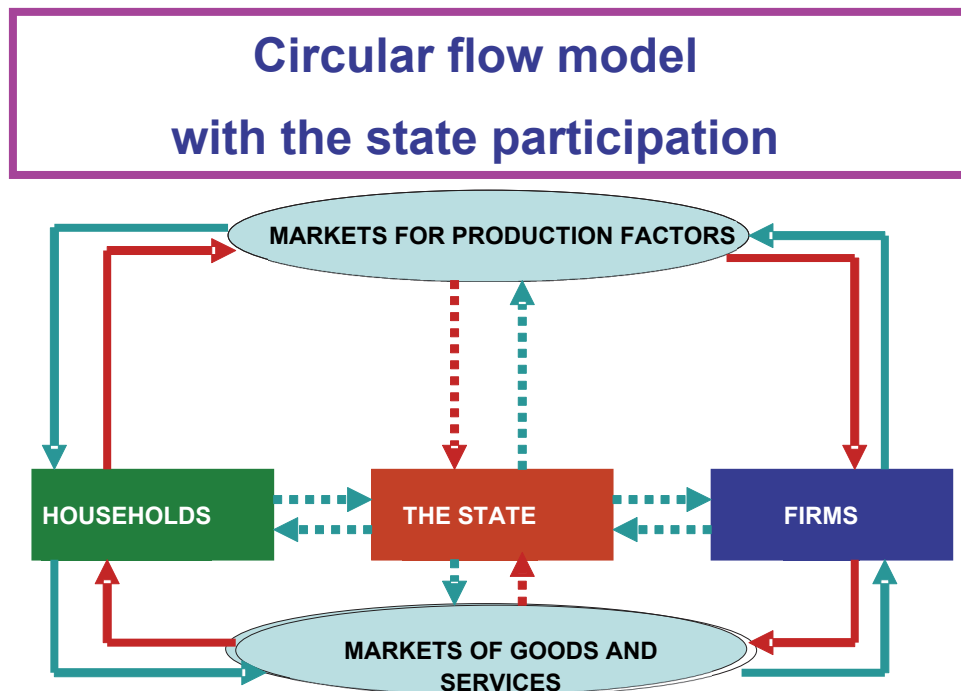 Circular flow model
with the state participation
MARKETS FOR PRODUCTION FACTORS
HOUSEHOLDS
THE STATE
FIRMS
MARKETS OF GOODS AND
SERVICES